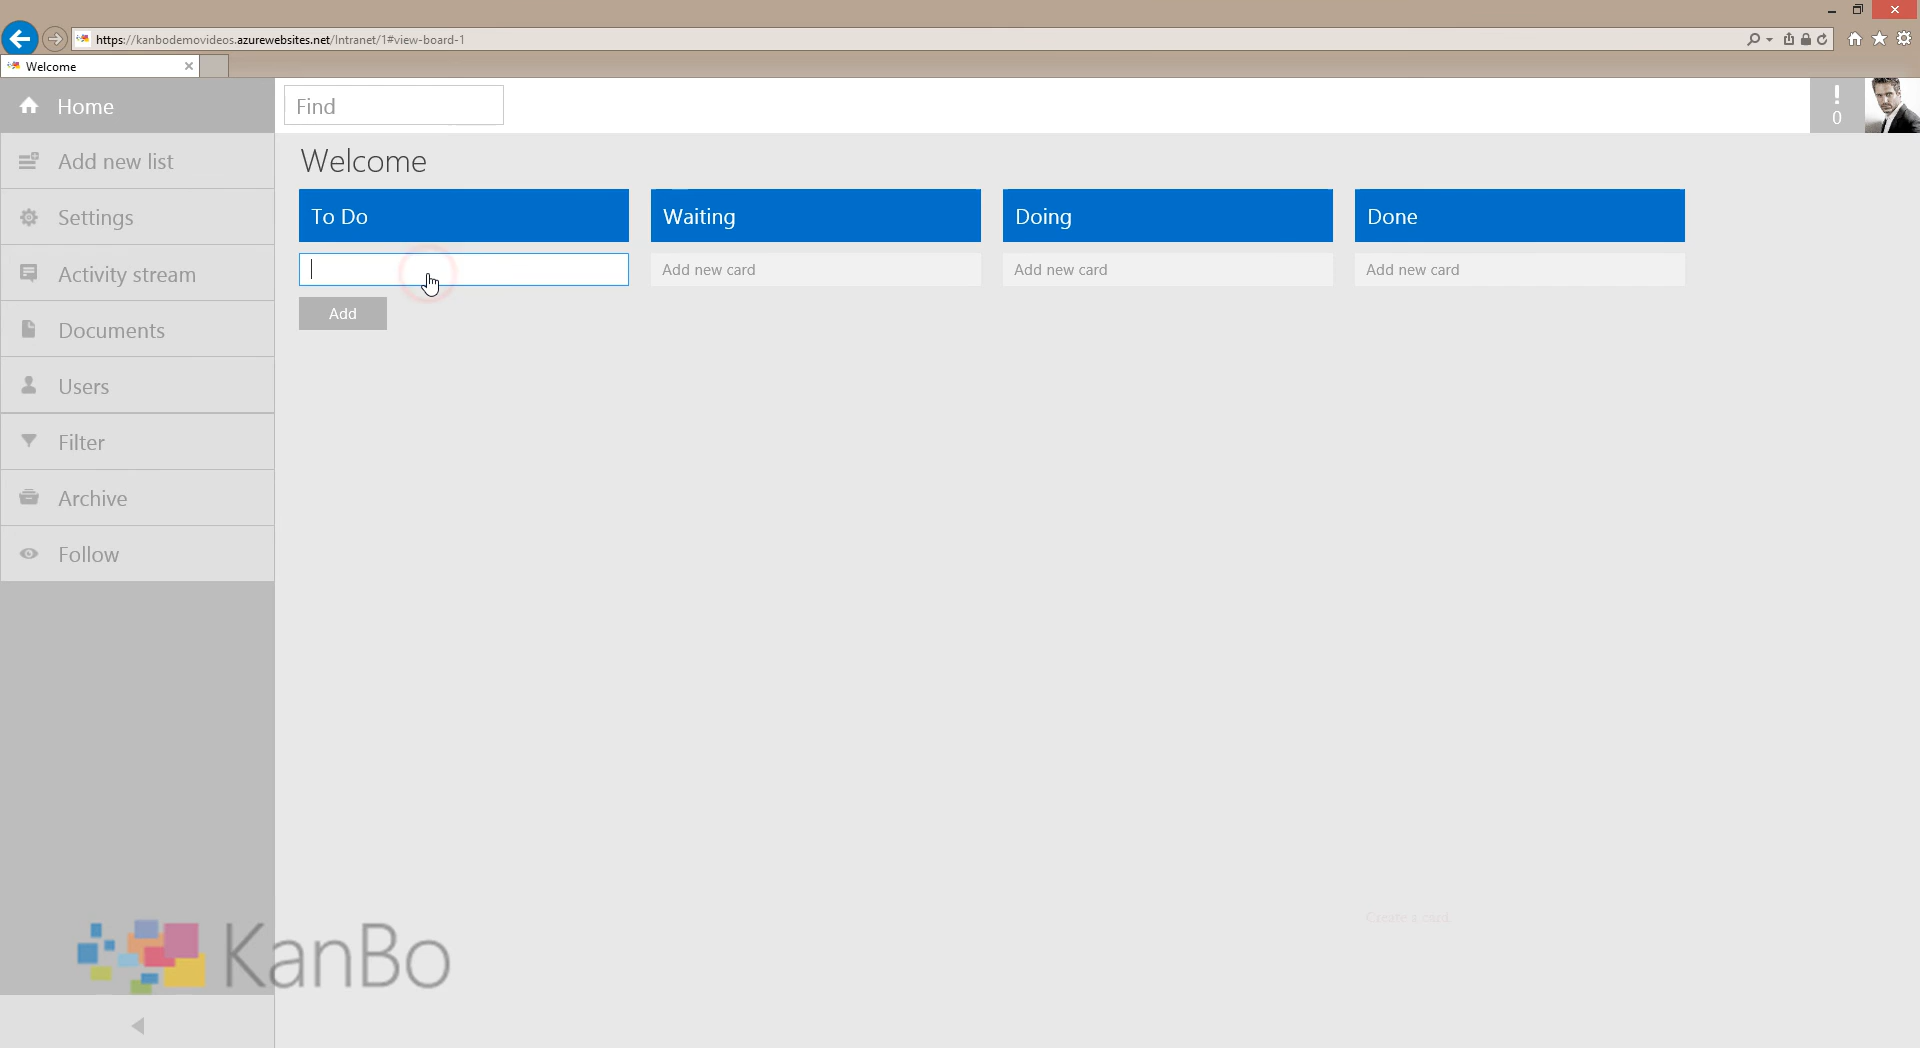 https://kanbodemovideos.azurewebsites.net/Intranet/1#view-board-1
Welcome
Home
Find
!
0
Add new list
Welcome
Settings
To Do
Waiting
Doing
Done
Activity stream
Add new card
Add new card
Add new card
Add
Documents
Users
Filter
Archive
Follow
Create a card
KanBo